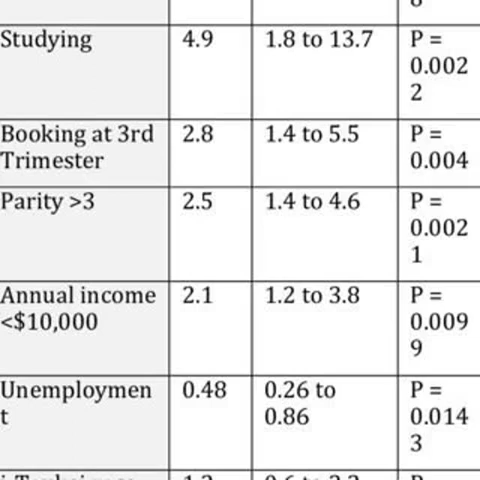 Studying 4.9 1.8 to 13.7 P =
0.002
2
Booking at 3rd 2.8 1.4 to 5.5 P =
Trimester 0.004
Parity >3 2.5 1.4 to 4.6 P =
0.002
1
Annual income 2.1 1.2 to 3.8 P =
<$10,000 0.009
9
Unemploymen 0.48 0.26 to P =
t 0.86 0.014
3